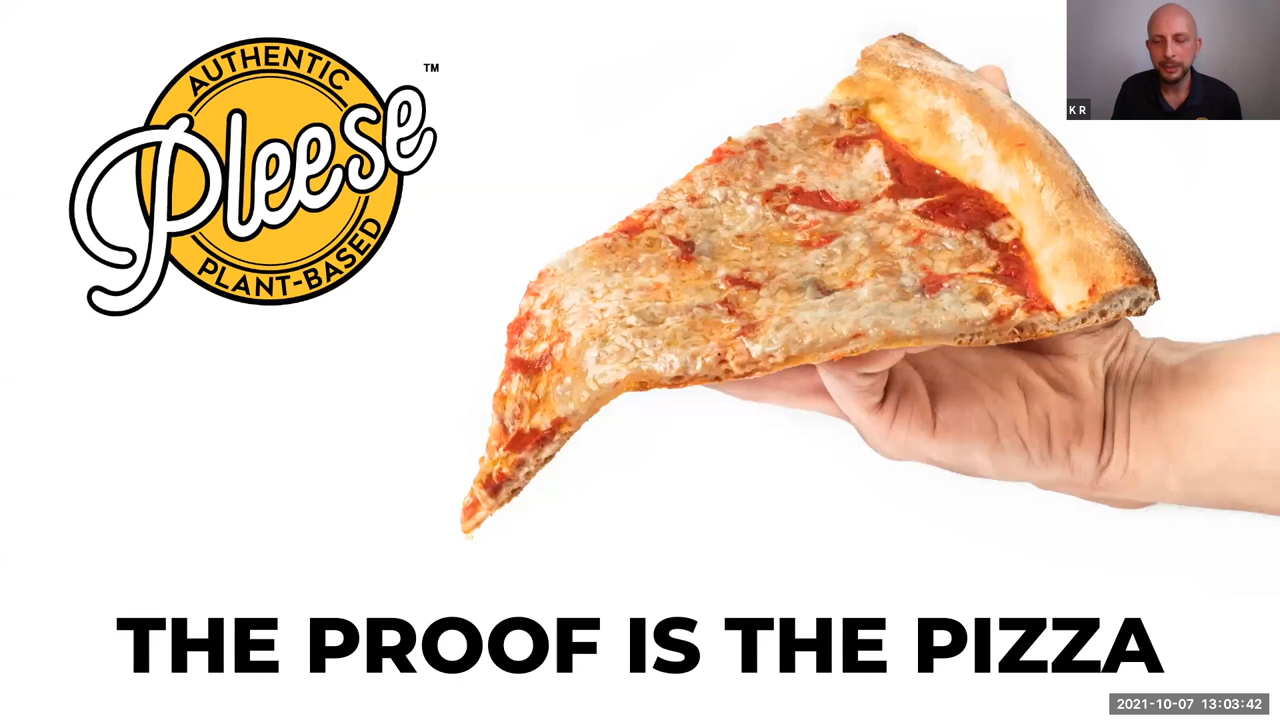 AUTHENTIC
Pleese
TM
PLANT-BASED
K R
THE PROOF IS THE PIZZA
2021-10-07 13:03:42